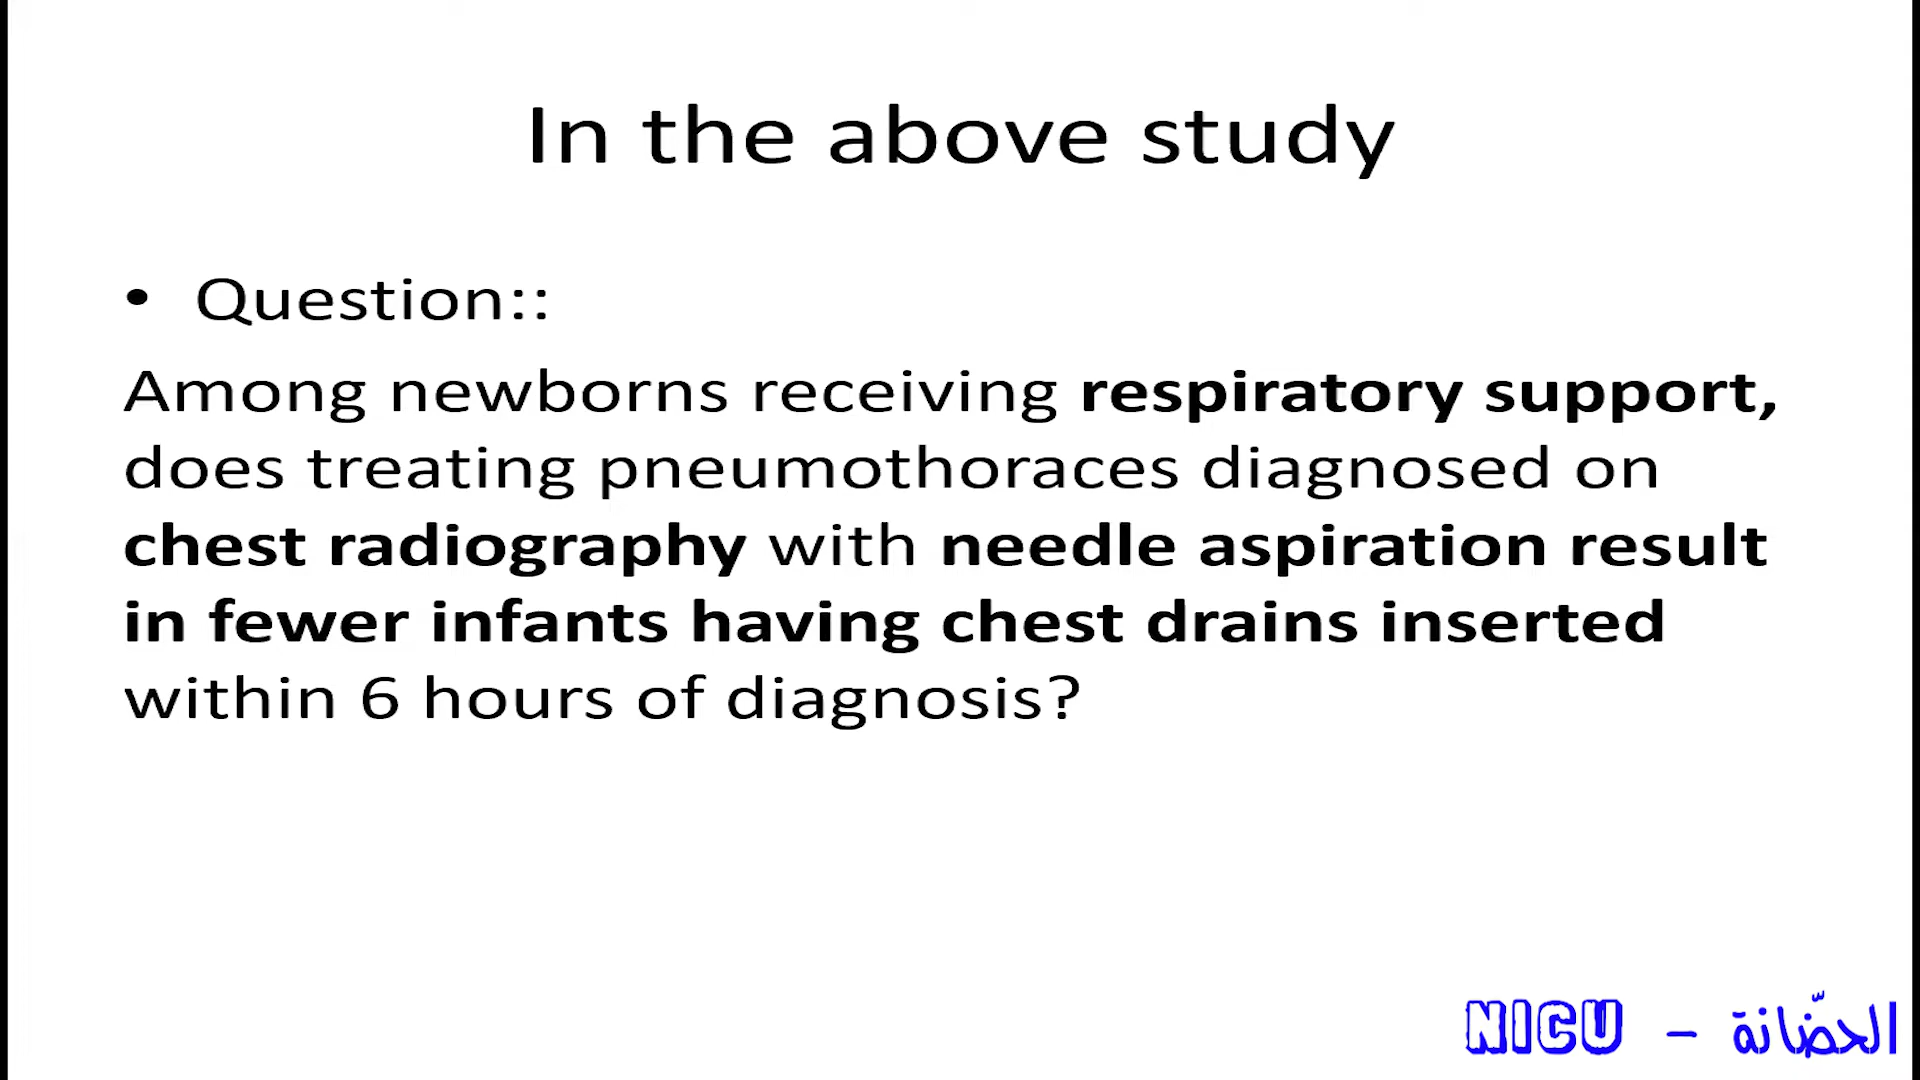 In the above study
• Question::
Among newborns receiving respiratory support,
does treating pneumothoraces diagnosed on
chest radiography with needle aspiration result
in fewer infants having chest drains inserted
within 6 hours of diagnosis?
NICU – الحضّانة